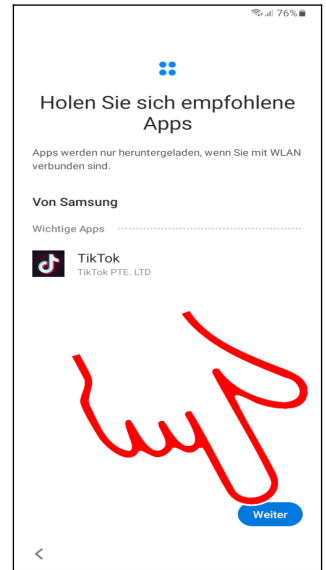 76%
Holen Sie sich empfohlene
Apps
Apps werden nur heruntergeladen, wenn Sie mit WLAN
verbunden sind.
Von Samsung
Wichtige Apps
TikTok
TikTok PTE. LTD
Weiter